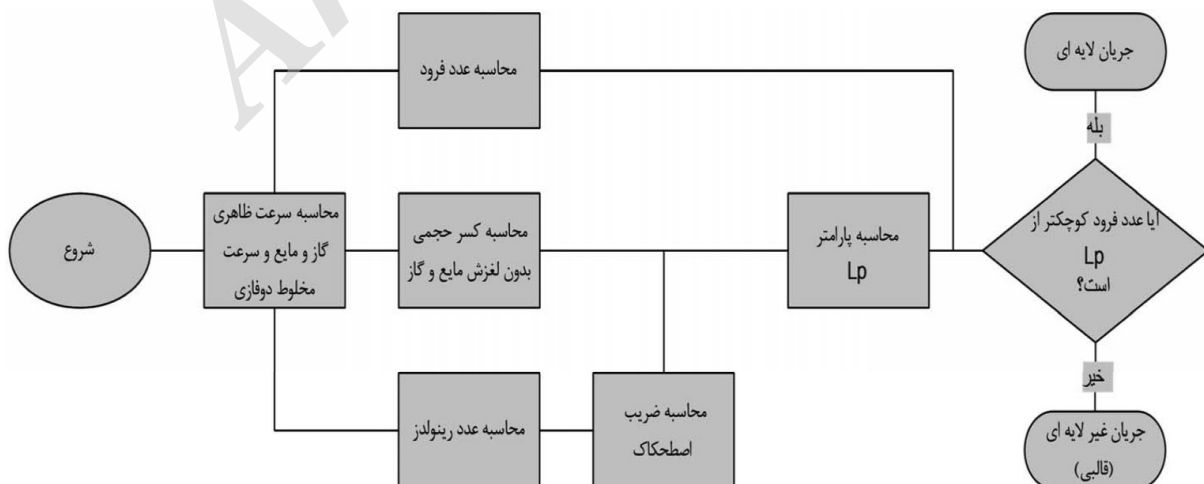 محاسبه عدد فرود
جریان لایه ای
بله
شروع
محاسبه سرعت ظاهری
گاز و مایع و سرعت
مخلوط دوفازی
محاسبه کسر حجمی
بدون لغزش مایع و گاز
محاسبه پارامتر
Lp
ایا عدد فرود کوچکتر از
Lp
است؟
خیر
محاسبه عدد رینولدز
محاسبه ضریب
اصطحکاک
جریان غیر لایه ای
(قالبی)